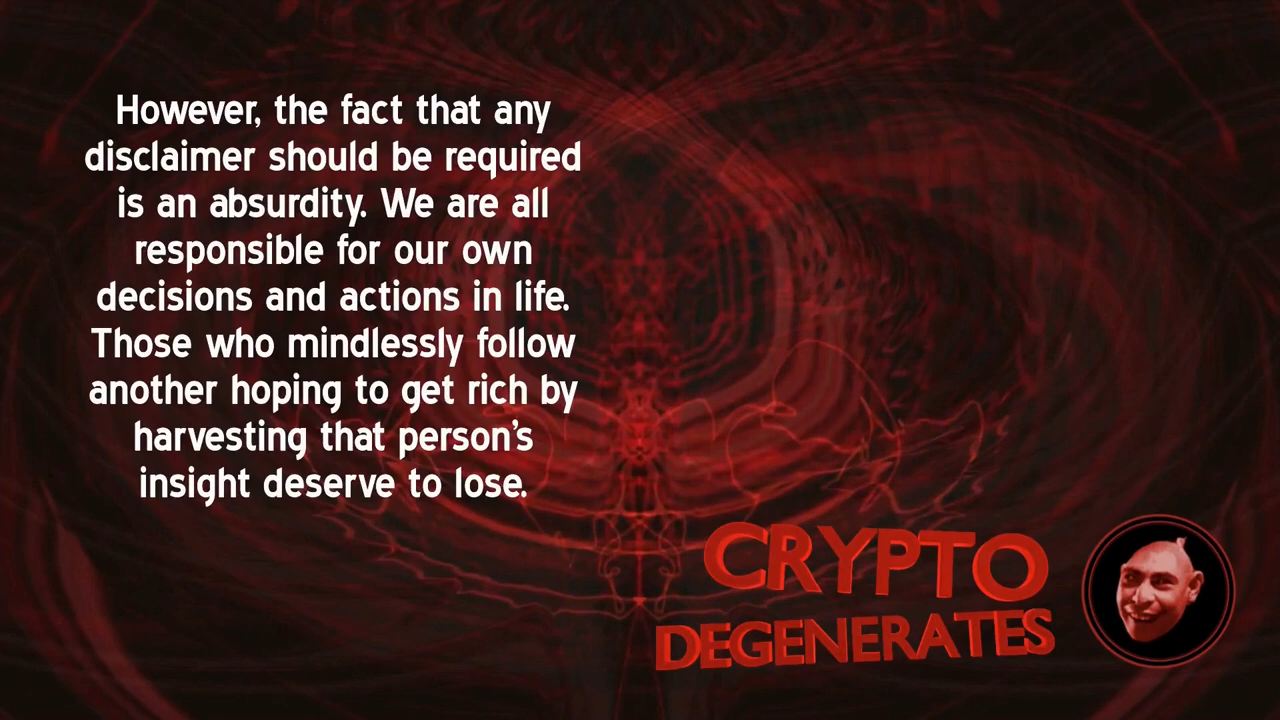 However, the fact that any
disclaimer should be required
is an absurdity. We are all
responsible for our own
decisions and actions in life.
Those who mindlessly follow
another hoping to get rich by
harvesting that person's
insight deserve to lose.
CRYPTO
DEGENERATES